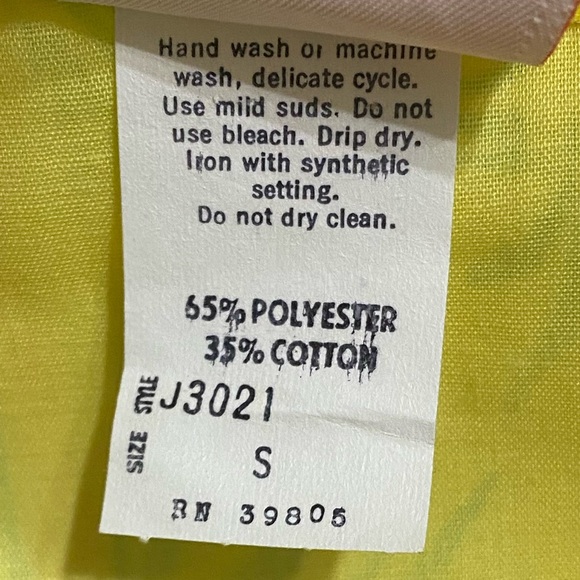 Hand wash or machine
wash, delicate cycle.
Use mild suds. Do not
use bleach. Drip dry.
Iron with synthetic
setting.
Do not dry clean.
65% POLYESTER
35% COTTON
STYLE J3021
SIZE S
RN 39805